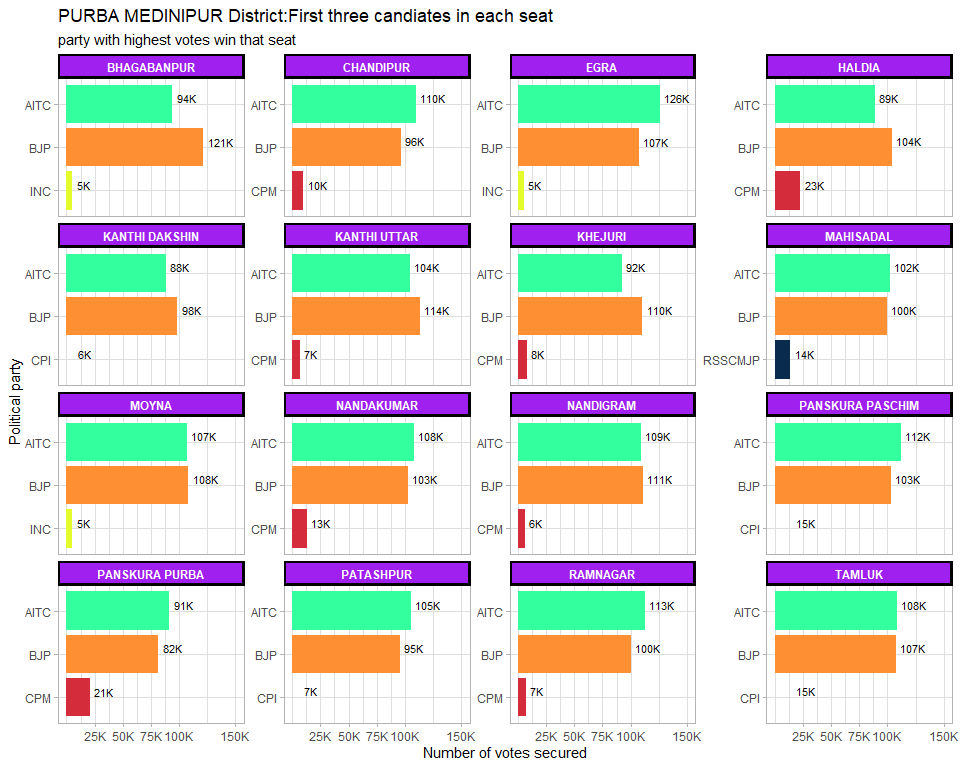 PURBA MEDINIPUR District:First three candiates in each seat
party with highest votes win that seat
BHAGABANPUR
AITC 94K
BJP 121K
INC 5K
CHANDIPUR
AITC 110K
BJP 96K
CPM 10K
EGRA
AITC 126K
BJP 107K
INC 5K
HALDIA
AITC 89K
BJP 104K
CPM 23K
KANTHI DAKSHIN
AITC 88K
BJP 98K
CPI 6K
KANTHI UTTAR
AITC 104K
BJP 114K
CPM 7K
KHEJURI
AITC 92K
BJP 110K
CPM 8K
MAHISADAL
AITC 102K
BJP 100K
RSSCMJP 14K
MOYNA
AITC 107K
BJP 108K
INC 5K
NANDAKUMAR
AITC 108K
BJP 103K
CPM 13K
NANDIGRAM
AITC 109K
BJP 111K
CPM 6K
PANSKURA PASCHIM
AITC 112K
BJP 103K
CPI 15K
PANSKURA PURBA
AITC 91K
BJP 82K
CPM 21K
PATASHPUR
AITC 105K
BJP 95K
CPI 7K
RAMNAGAR
AITC 113K
BJP 100K
CPM 7K
TAMLUK
AITC 108K
BJP 107K
CPI 15K
25K 50K 75K 100K 150K
25K 50K 75K 100K 150K
25K 50K 75K 100K 150K
25K 50K 75K 100K 150K
Number of votes secured
Political party